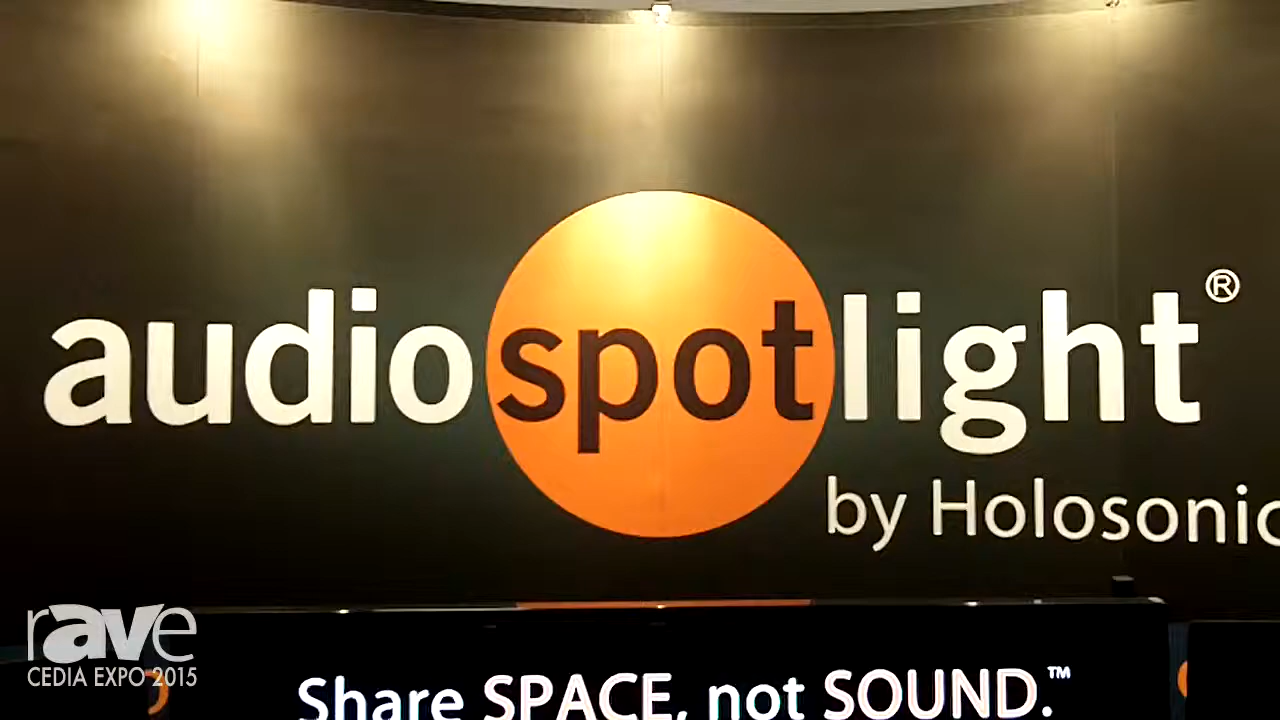 audiospotlight®
by Holosonic
rAVe
CEDIA EXPO 2015
Share SPACE, not SOUND.™